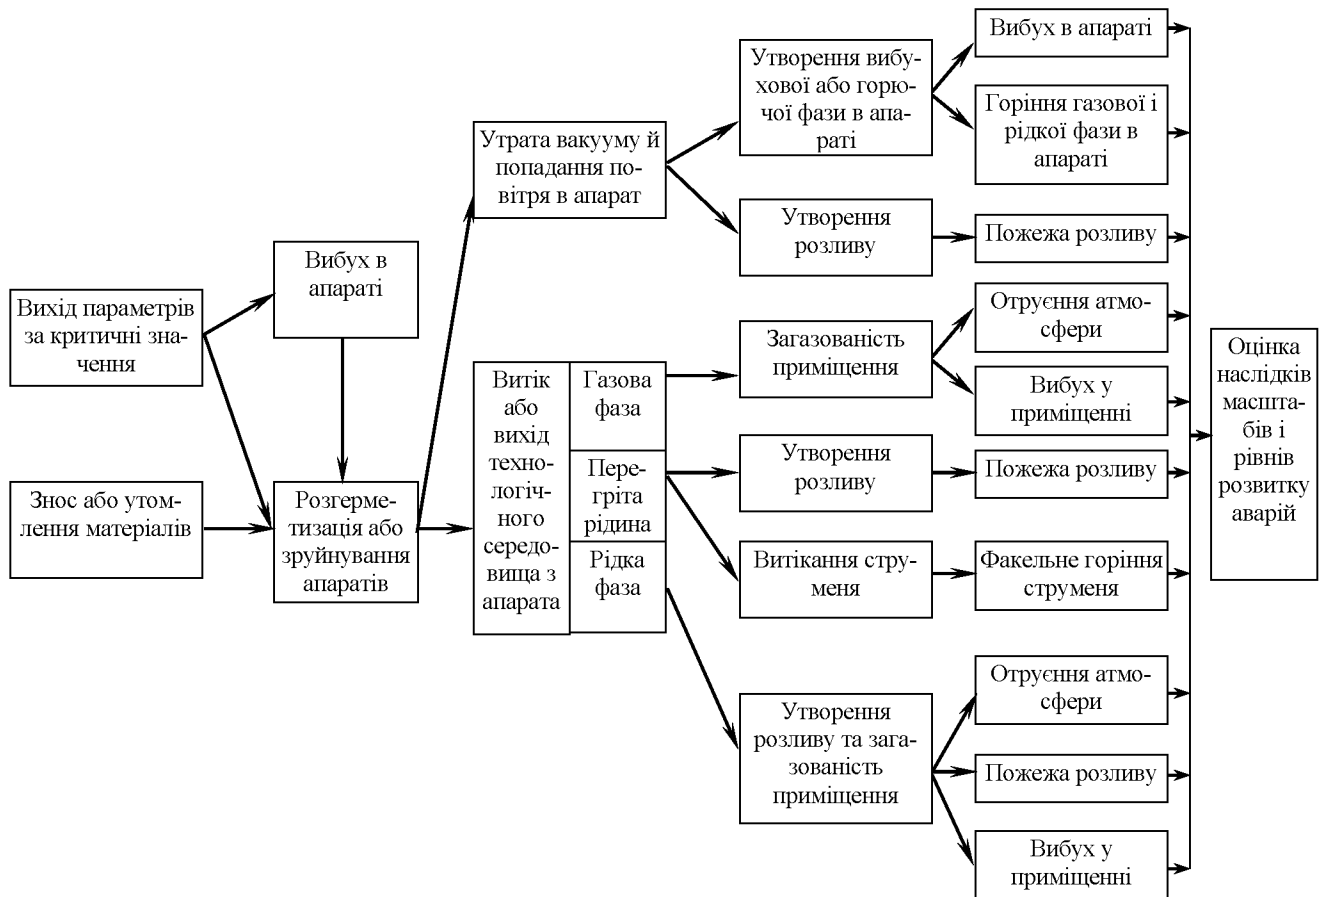 Вихід параметрів
за критичні зна-
чення
Знос або утом-
лення матеріалів
Вибух в
апараті
Розгерме-
тизація або
зруйнування
апаратів
Утрата вакууму й
попадання по-
вітря в апарат
Витік
або
вихід
техно-
логіч-
ного
середо-
вища з
апарата
Газова
фаза
Пере-
гріта
рідина
Рідка
фаза
Утворення вибу-
хової або горю-
чої фази в апа-
раті
Утворення
розливу
Загазованість
приміщення
Утворення
розливу
Витікання стру-
меня
Утворення
розливу та зага-
зованість
приміщення
Вибух в апараті
Горіння газової і
рідкої фази в
апараті
Пожежа розливу
Отруєння атмо-
сфери
Вибух у
приміщенні
Пожежа розливу
Факельне горіння
струменя
Отруєння атмо-
сфери
Пожежа розливу
Вибух у
приміщенні
Оцінка
наслідків
масшта-
бів і
рівнів
розвитку
аварій